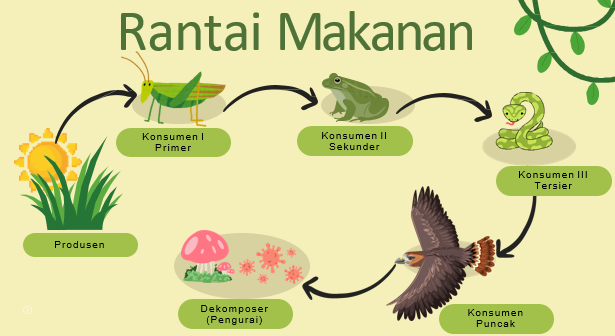 Rantai Makanan
Konsumen I
Primer
Konsumen II
Sekunder
Konsumen III
Tersier
Produsen
Dekomposer
(Pengurai)
Konsumen
Puncak